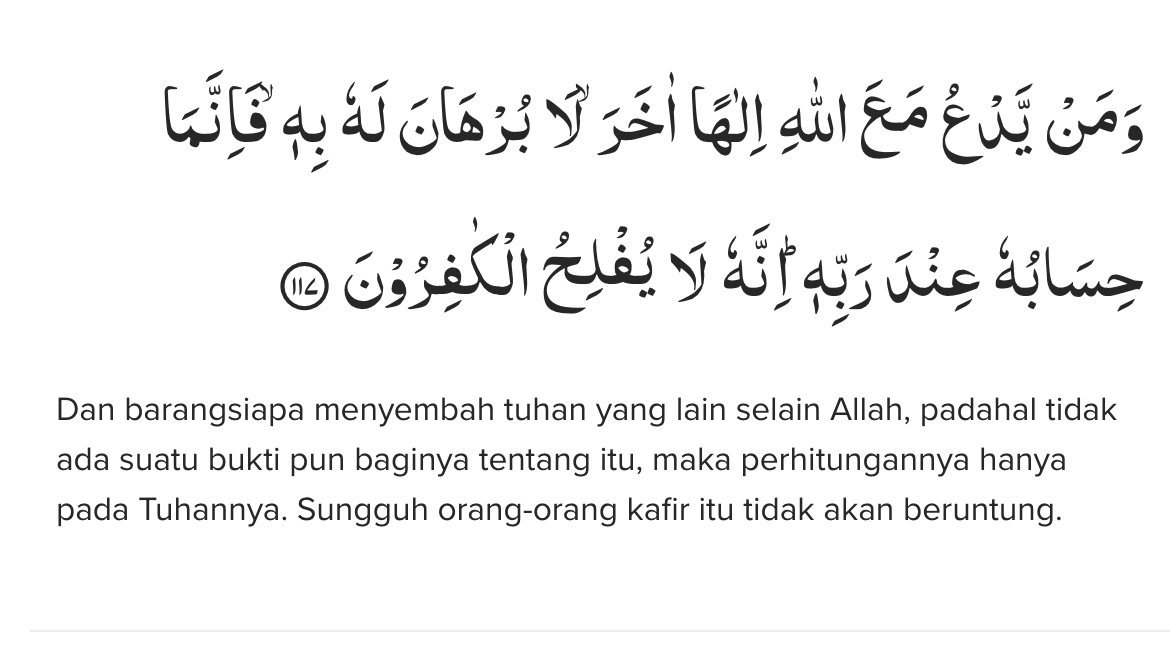 وَمَنْ يَّدْعُ مَعَ اللّٰهِ اِلٰهًا اٰخَرَ لَا بُرْهَانَ لَهٗ بِهٖۙ فَاِنَّمَا
حِسَابُهٗ عِنْدَ رَبِّهٖۗ اِنَّهٗ لَا يُفْلِحُ الْكٰفِرُوْنَ ١١٧
Dan barangsiapa menyembah tuhan yang lain selain Allah, padahal tidak
ada suatu bukti pun baginya tentang itu, maka perhitungannya hanya
pada Tuhannya. Sungguh orang-orang kafir itu tidak akan beruntung.